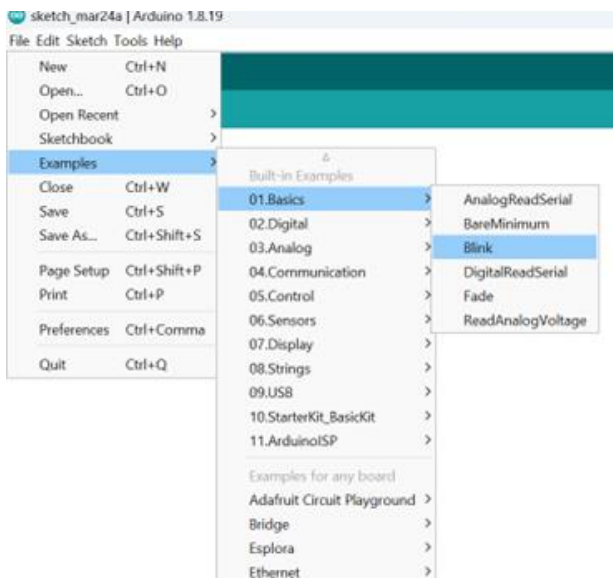 sketch_mar24a | Arduino 1.8.19
File Edit Sketch Tools Help
New Ctrl+N
Open... Ctrl+O
Open Recent >
Sketchbook >
Examples >
Close Ctrl+W
Save Ctrl+S
Save As... Ctrl+Shift+S
Page Setup Ctrl+Shift+P
Print Ctrl+P
Preferences Ctrl+Comma
Quit Ctrl+Q
Built-in Examples
01.Basics >
02.Digital >
03.Analog >
04.Communication >
05.Control >
06.Sensors >
07.Display >
08.Strings >
09.USB >
10.StarterKit_BasicKit >
11.ArduinoISP >
Examples for any board
Adafruit Circuit Playground >
Bridge >
Esplora >
Ethernet >
AnalogReadSerial
BareMinimum
Blink
DigitalReadSerial
Fade
ReadAnalogVoltage